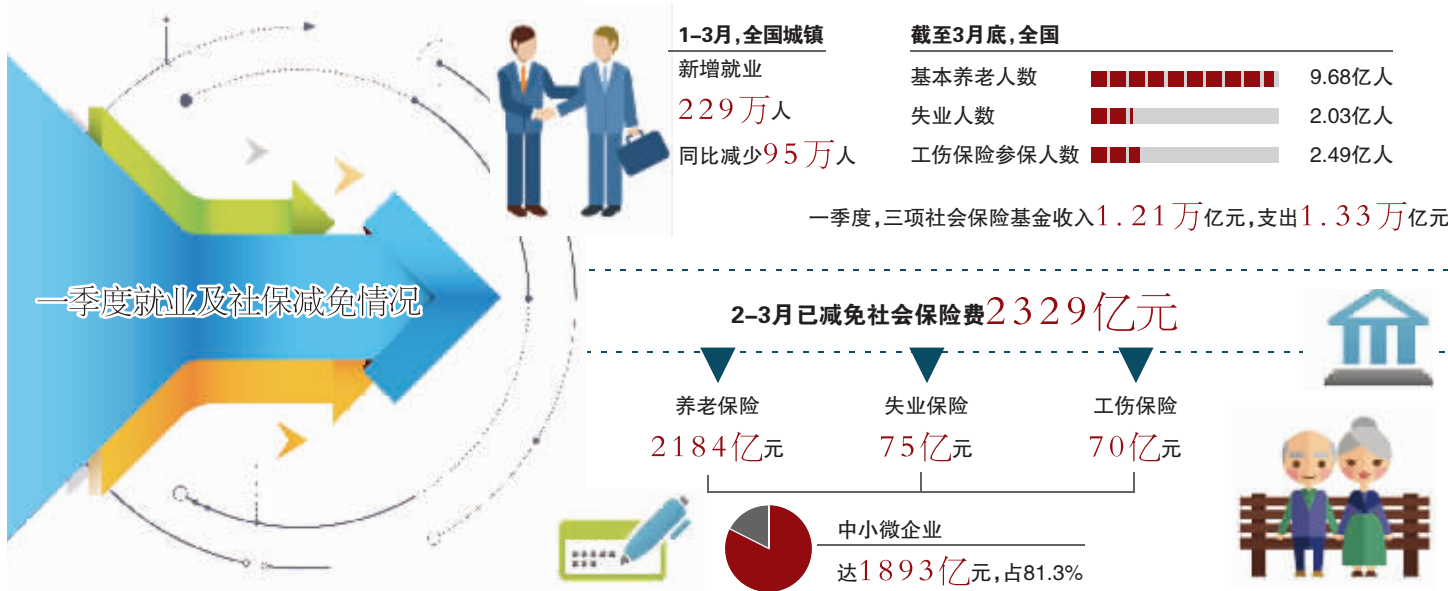 一季度就业及社保减免情况
1–3月,全国城镇
新增就业
229万人
同比减少95万人
截至3月底,全国
基本养老人数 9.68亿人
失业人数 2.03亿人
工伤保险参保人数 2.49亿人
一季度,三项社会保险基金收入1.21万亿元,支出1.33万亿元
2–3月已减免社会保险费2329亿元
养老保险 失业保险 工伤保险
2184亿元 75亿元 70亿元
中小微企业
达1893亿元,占81.3%